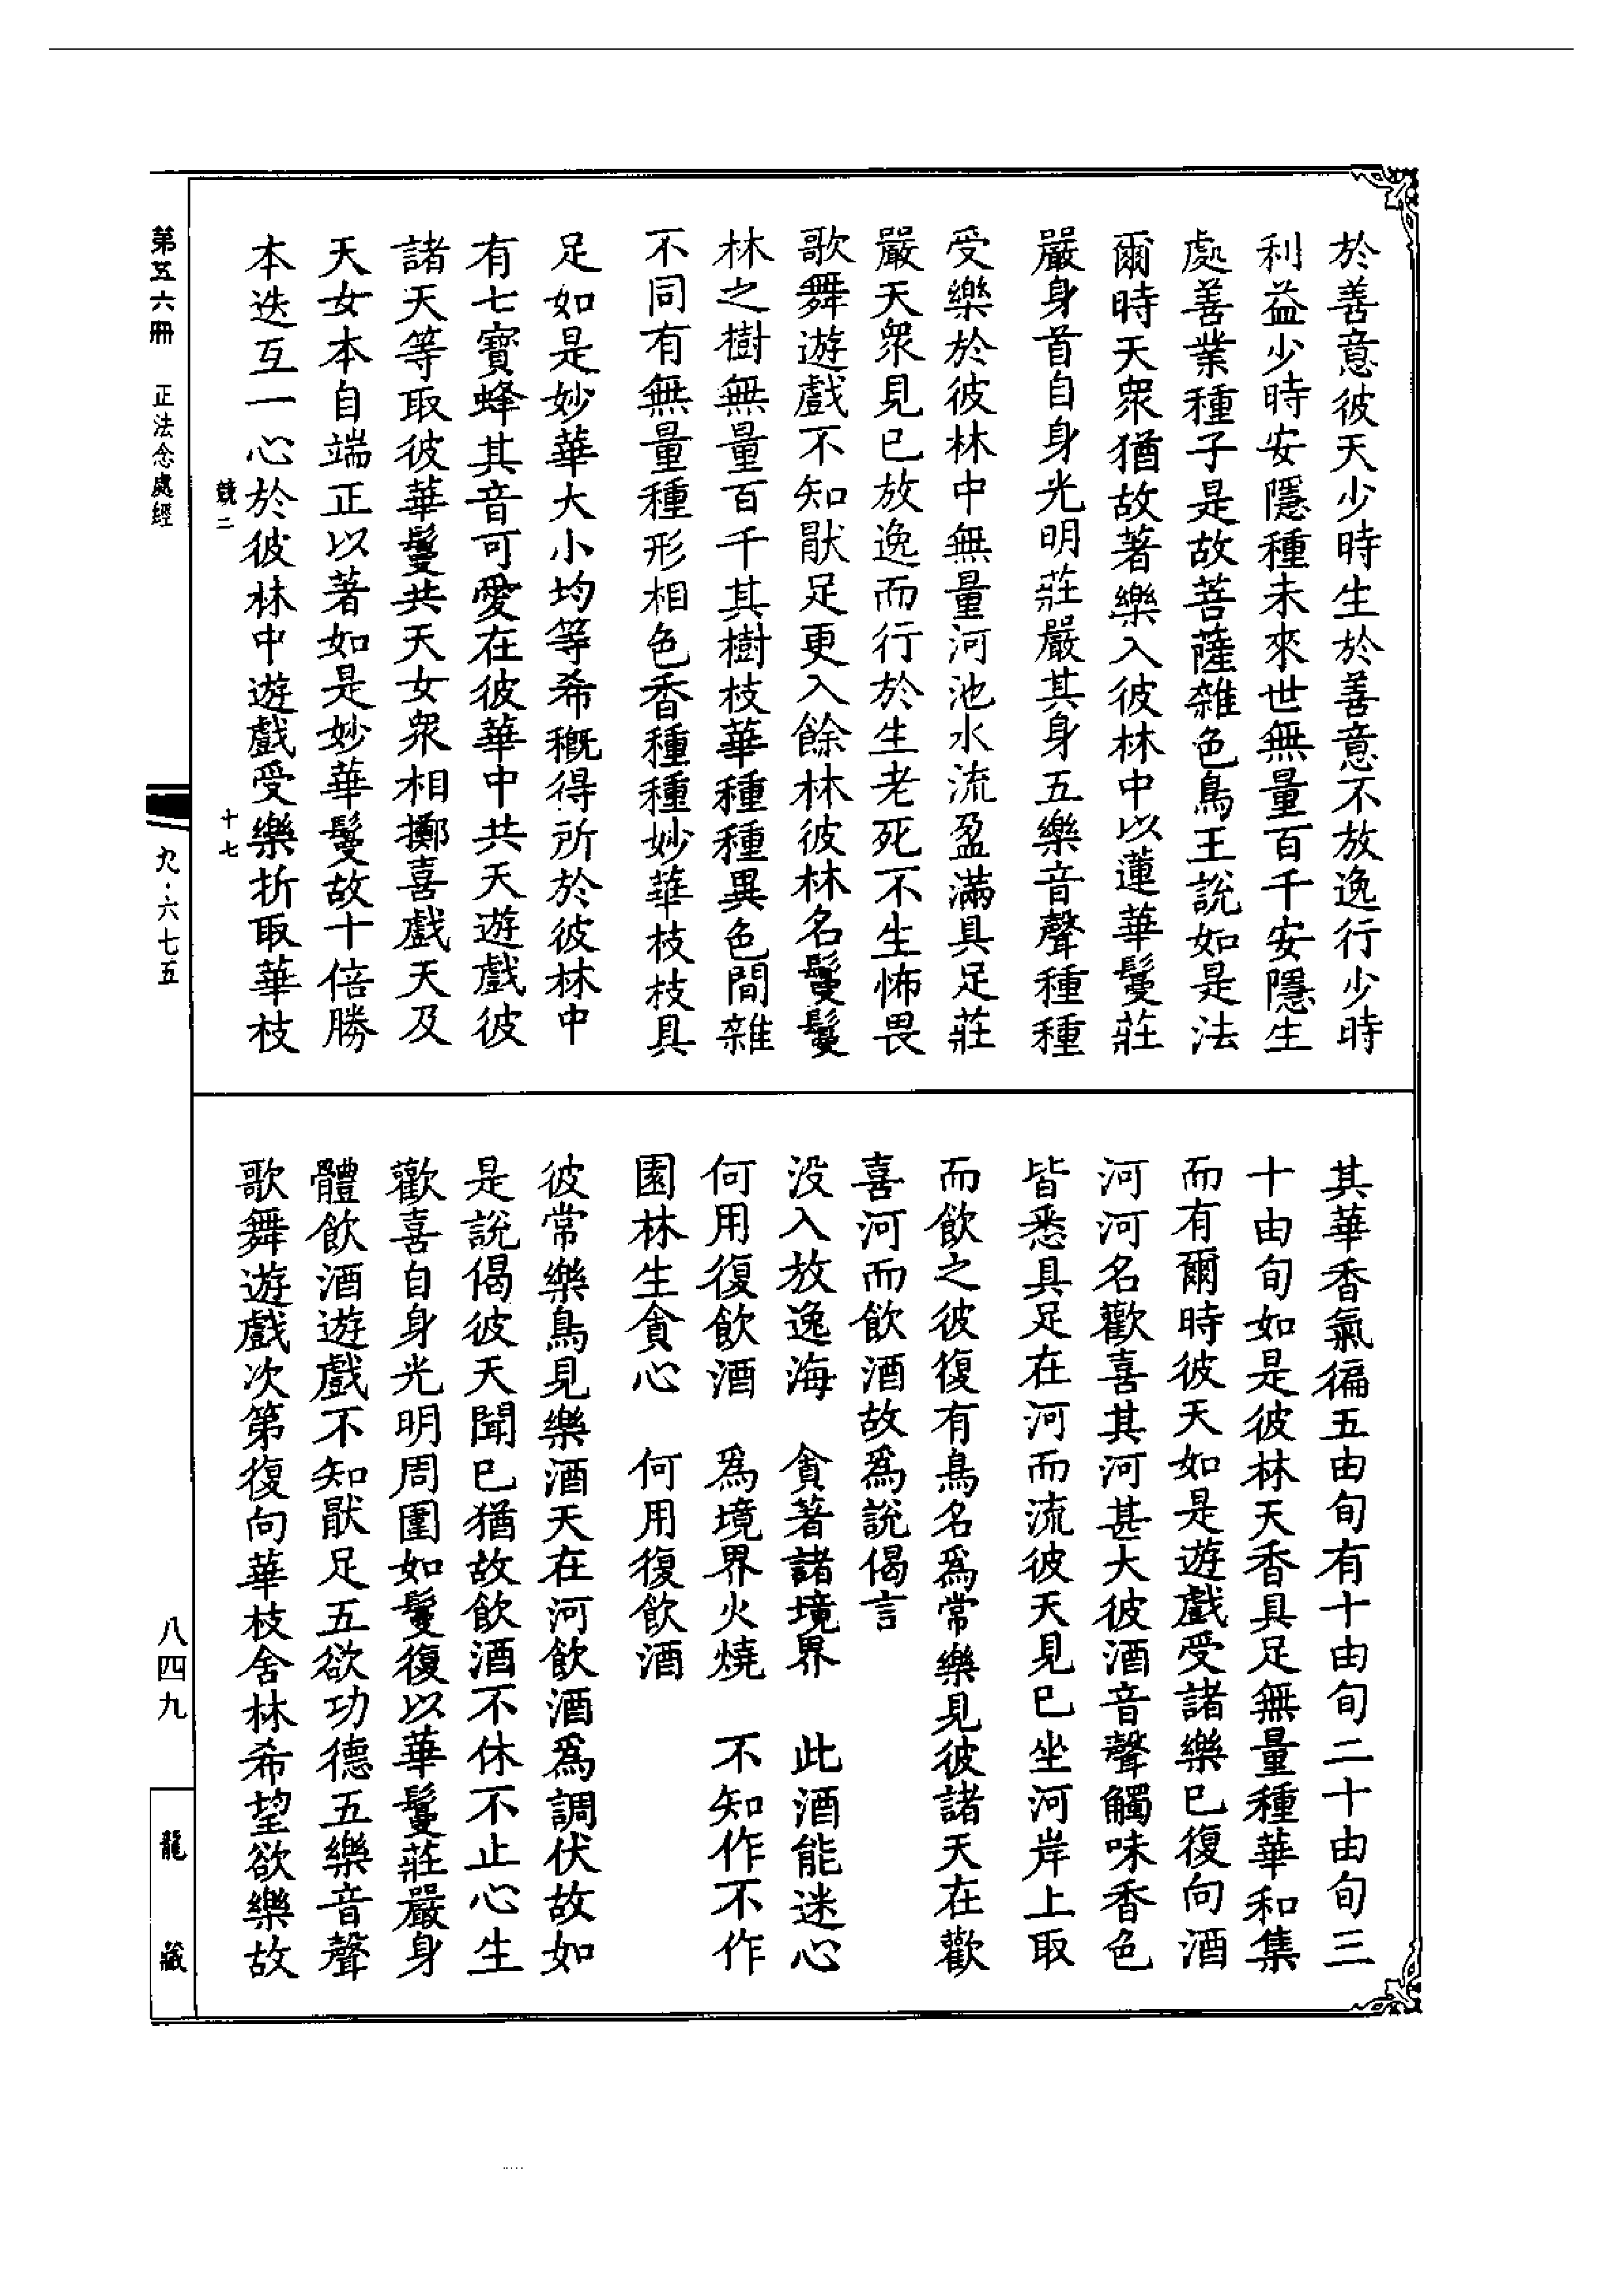 於善意彼天少時生於善意不放逸行少時
利益少時安隱種未來世無量百千安隱生
處善業種子是故菩薩雜色鳥王說如是法
爾時天眾猶故著樂入彼林中以蓮華鬘莊
嚴身首自身光明莊嚴其身五樂音聲種種
受樂於彼林中無量河池水流盈滿具足莊
嚴天眾見已放逸而行於生老死不生怖畏
歌舞遊戲不知猒足更入餘林彼林名鬘鬘
林之樹無量百千其樹枝華種種異色間雜
不同有無量種形相色香種種妙華枝枝具
足如是妙華大小均等希穊得所於彼林中
有七寶蜂其音可愛在彼華中共天遊戲彼
諸天等取彼華鬘共天女眾相擲喜戲天及
天女本自端正以著如是妙華鬘故十倍勝
本迭互一心於彼林中遊戲受樂折取華枝
競二 十七
其華香氣徧五由旬有十由旬二十由旬三
十由旬如是彼林天香具足無量種華和集
而有爾時彼天如是遊戲受諸樂已復向酒
河河名歡喜其河甚大彼酒音聲觸味香色
皆悉具足在河而流彼天見已坐河岸上取
而飲之彼復有鳥名為常樂見彼諸天在歡
喜河而飲酒故為說偈言
没入放逸海 貪著諸境界 此酒能迷心
何用復飲酒 為境界火燒 不知作不作
園林生貪心 何用復飲酒
彼常樂鳥見樂酒天在河飲酒為調伏故如
是說偈彼天聞已猶故飲酒不休不止心生
歡喜自身光明周圍如鬘復以華鬘莊嚴身
體飲酒遊戲不知猒足五欲功德五樂音聲
歌舞遊戲次第復向華枝舍林希望欲樂故
第五六冊 正法念處經
九·六七五
八四九
龍藏